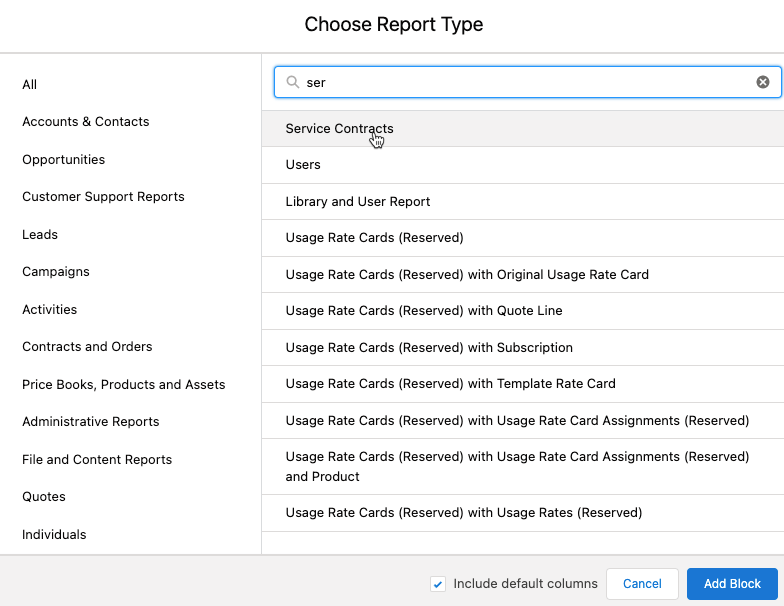 Choose Report Type
All
Accounts & Contacts
Opportunities
Customer Support Reports
Leads
Campaigns
Activities
Contracts and Orders
Price Books, Products and Assets
Administrative Reports
File and Content Reports
Quotes
Individuals
ser
Service Contracts
Users
Library and User Report
Usage Rate Cards (Reserved)
Usage Rate Cards (Reserved) with Original Usage Rate Card
Usage Rate Cards (Reserved) with Quote Line
Usage Rate Cards (Reserved) with Subscription
Usage Rate Cards (Reserved) with Template Rate Card
Usage Rate Cards (Reserved) with Usage Rate Card Assignments (Reserved)
Usage Rate Cards (Reserved) with Usage Rate Card Assignments (Reserved)
and Product
Usage Rate Cards (Reserved) with Usage Rates (Reserved)
Include default columns
Cancel
Add Block